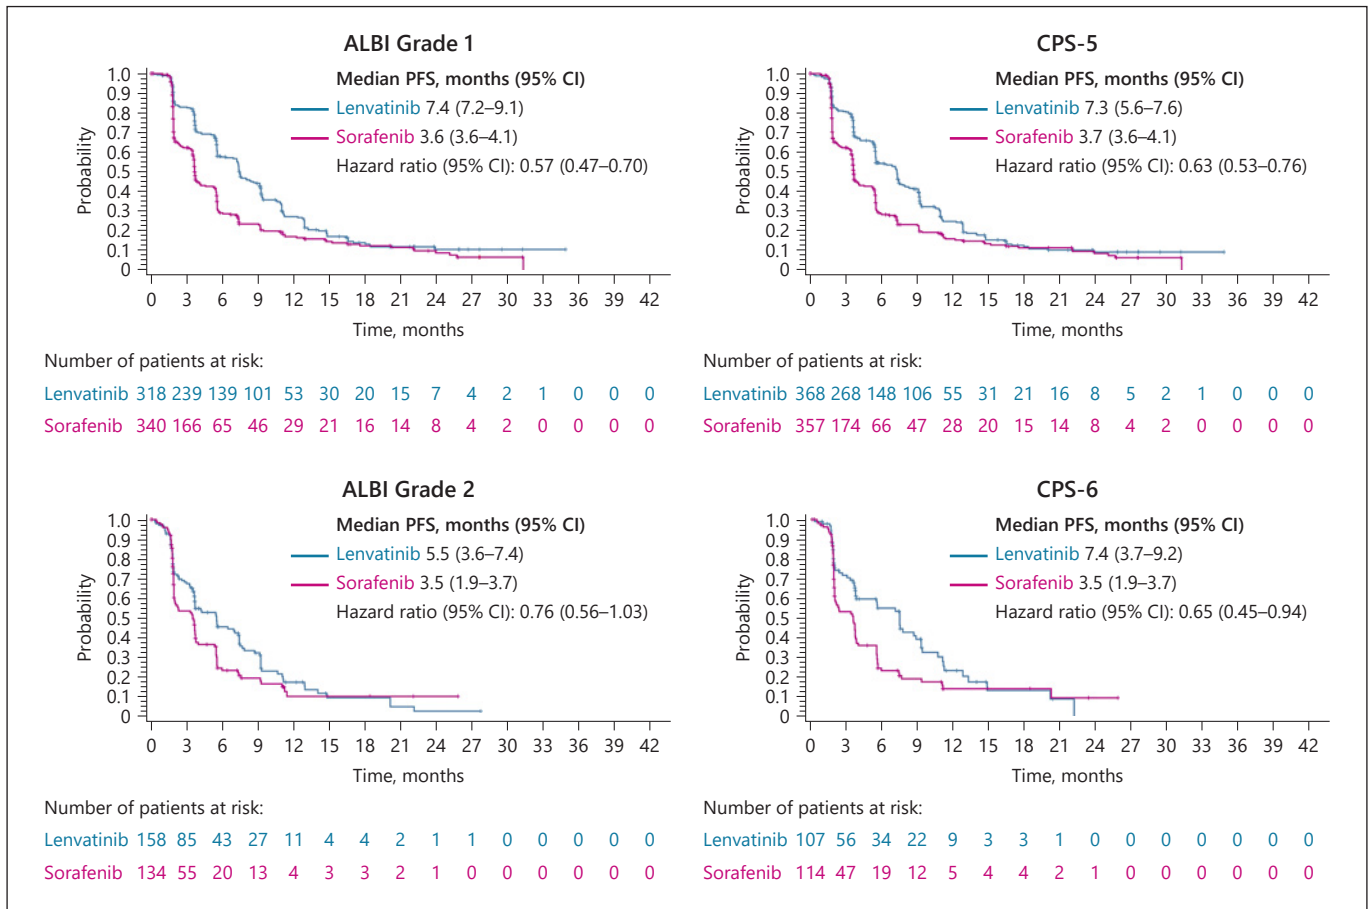 ALBI Grade 1
Median PFS, months (95% CI)
Lenvatinib 7.4 (7.2–9.1)
Sorafenib 3.6 (3.6–4.1)
Hazard ratio (95% CI): 0.57 (0.47–0.70)
Probability
1.0
0.9
0.8
0.7
0.6
0.5
0.4
0.3
0.2
0.1
0
0 3 6 9 12 15 18 21 24 27 30 33 36 39 42
Time, months
Number of patients at risk:
Lenvatinib 318 239 139 101 53 30 20 15 7 4 2 1 0 0 0
Sorafenib 340 166 65 46 29 21 16 14 8 4 2 0 0 0 0
CPS-5
Median PFS, months (95% CI)
Lenvatinib 7.3 (5.6–7.6)
Sorafenib 3.7 (3.6–4.1)
Hazard ratio (95% CI): 0.63 (0.53–0.76)
Probability
1.0
0.9
0.8
0.7
0.6
0.5
0.4
0.3
0.2
0.1
0
0 3 6 9 12 15 18 21 24 27 30 33 36 39 42
Time, months
Number of patients at risk:
Lenvatinib 368 268 148 106 55 31 21 16 8 5 2 1 0 0 0
Sorafenib 357 174 66 47 28 20 15 14 8 4 2 0 0 0 0
ALBI Grade 2
Median PFS, months (95% CI)
Lenvatinib 5.5 (3.6–7.4)
Sorafenib 3.5 (1.9–3.7)
Hazard ratio (95% CI): 0.76 (0.56–1.03)
Probability
1.0
0.9
0.8
0.7
0.6
0.5
0.4
0.3
0.2
0.1
0
0 3 6 9 12 15 18 21 24 27 30 33 36 39 42
Time, months
Number of patients at risk:
Lenvatinib 158 85 43 27 11 4 4 2 1 1 0 0 0 0 0
Sorafenib 134 55 20 13 4 3 3 2 1 0 0 0 0 0 0
CPS-6
Median PFS, months (95% CI)
Lenvatinib 7.4 (3.7–9.2)
Sorafenib 3.5 (1.9–3.7)
Hazard ratio (95% CI): 0.65 (0.45–0.94)
Probability
1.0
0.9
0.8
0.7
0.6
0.5
0.4
0.3
0.2
0.1
0
0 3 6 9 12 15 18 21 24 27 30 33 36 39 42
Time, months
Number of patients at risk:
Lenvatinib 107 56 34 22 9 3 3 1 0 0 0 0 0 0 0
Sorafenib 114 47 19 12 5 4 4 2 1 0 0 0 0 0 0